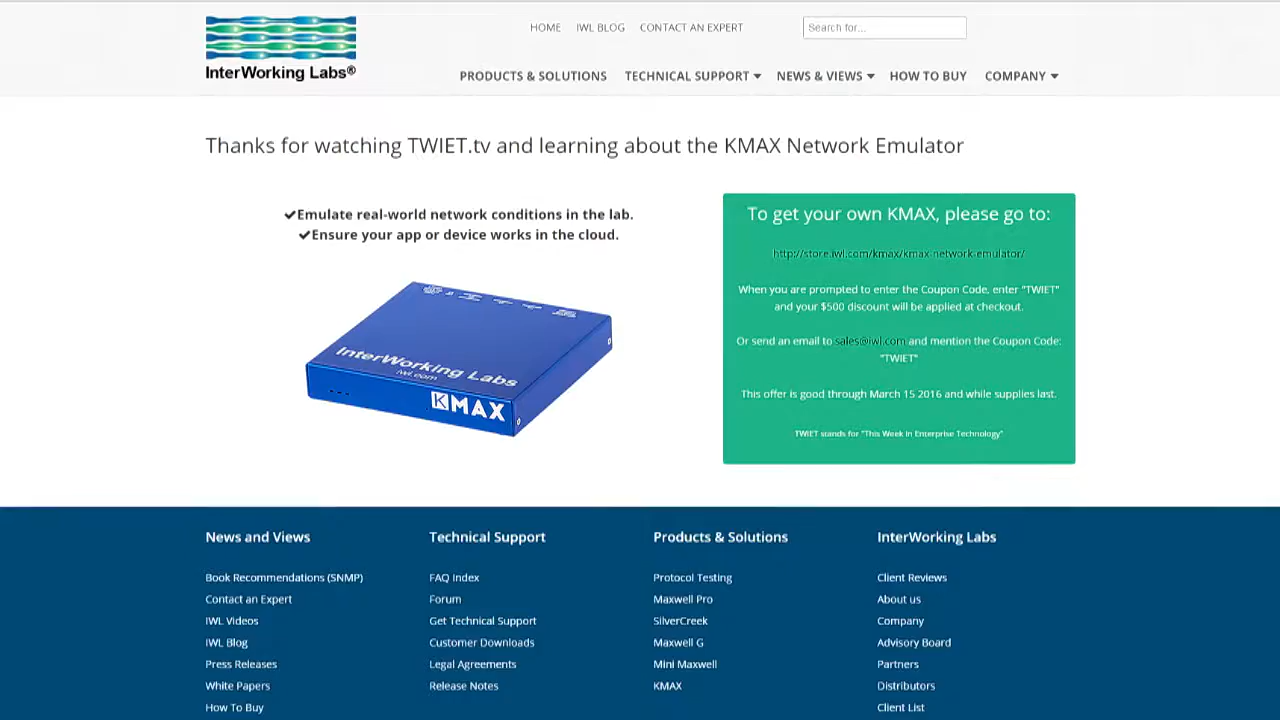 HOME IWL BLOG CONTACT AN EXPERT Search for...
InterWorking Labs®
PRODUCTS & SOLUTIONS TECHNICAL SUPPORT NEWS & VIEWS HOW TO BUY COMPANY
Thanks for watching TWIET.tv and learning about the KMAX Network Emulator
Emulate real-world network conditions in the lab.
Ensure your app or device works in the cloud.
InterWorking Labs
iwl.com
KMAX
To get your own KMAX, please go to:
http://store.iwl.com/kmax/kmax-network-emulator/
When you are prompted to enter the Coupon Code, enter "TWIET"
and your $500 discount will be applied at checkout.
Or send an email to sales@iwl.com and mention the Coupon Code:
"TWIET"
This offer is good through March 15 2016 and while supplies last.
TWIET stands for "This Week in Enterprise Technology"
News and Views
Book Recommendations (SNMP)
Contact an Expert
IWL Videos
IWL Blog
Press Releases
White Papers
How To Buy
Technical Support
FAQ Index
Forum
Get Technical Support
Customer Downloads
Legal Agreements
Release Notes
Products & Solutions
Protocol Testing
Maxwell Pro
SilverCreek
Maxwell G
Mini Maxwell
KMAX
InterWorking Labs
Client Reviews
About us
Company
Advisory Board
Partners
Distributors
Client List